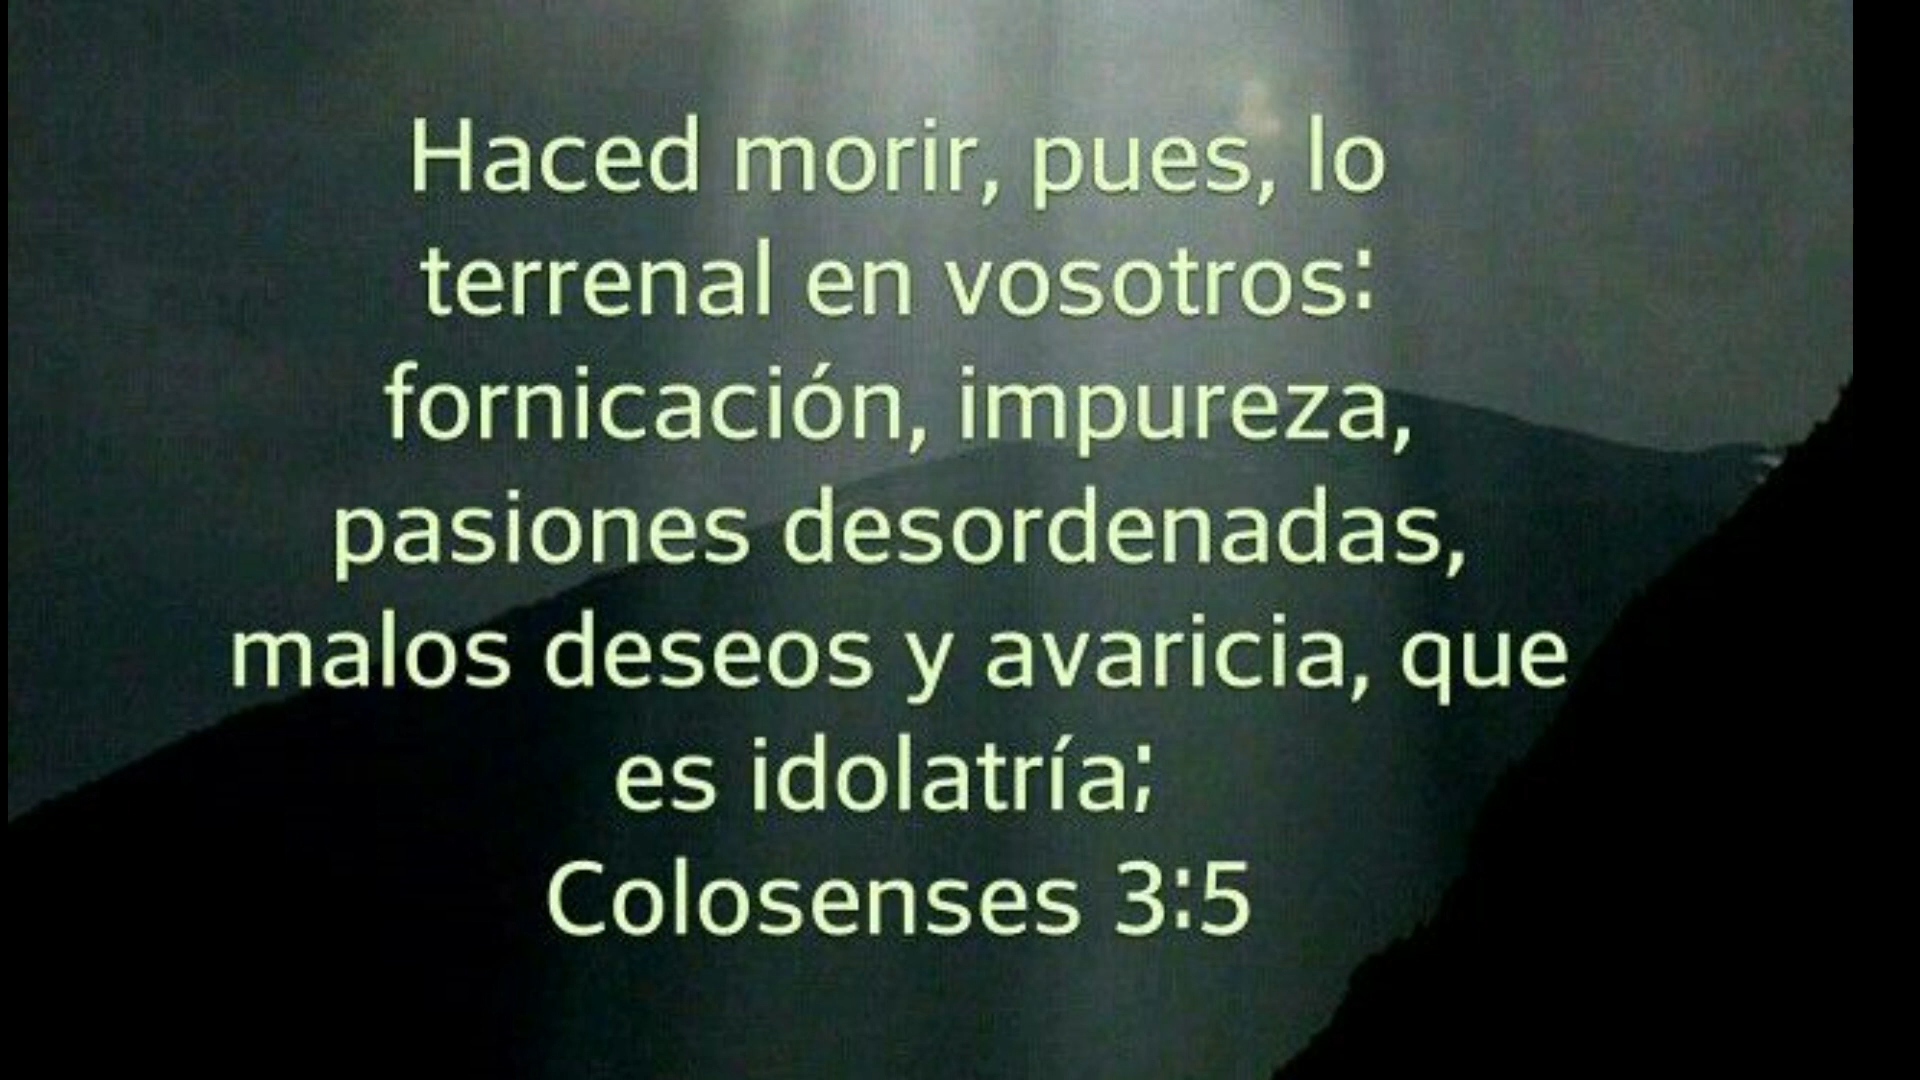 Haced morir, pues, lo
terrenal en vosotros:
fornicación, impureza,
pasiones desordenadas,
malos deseos y avaricia, que
es idolatría;
Colosenses 3:5